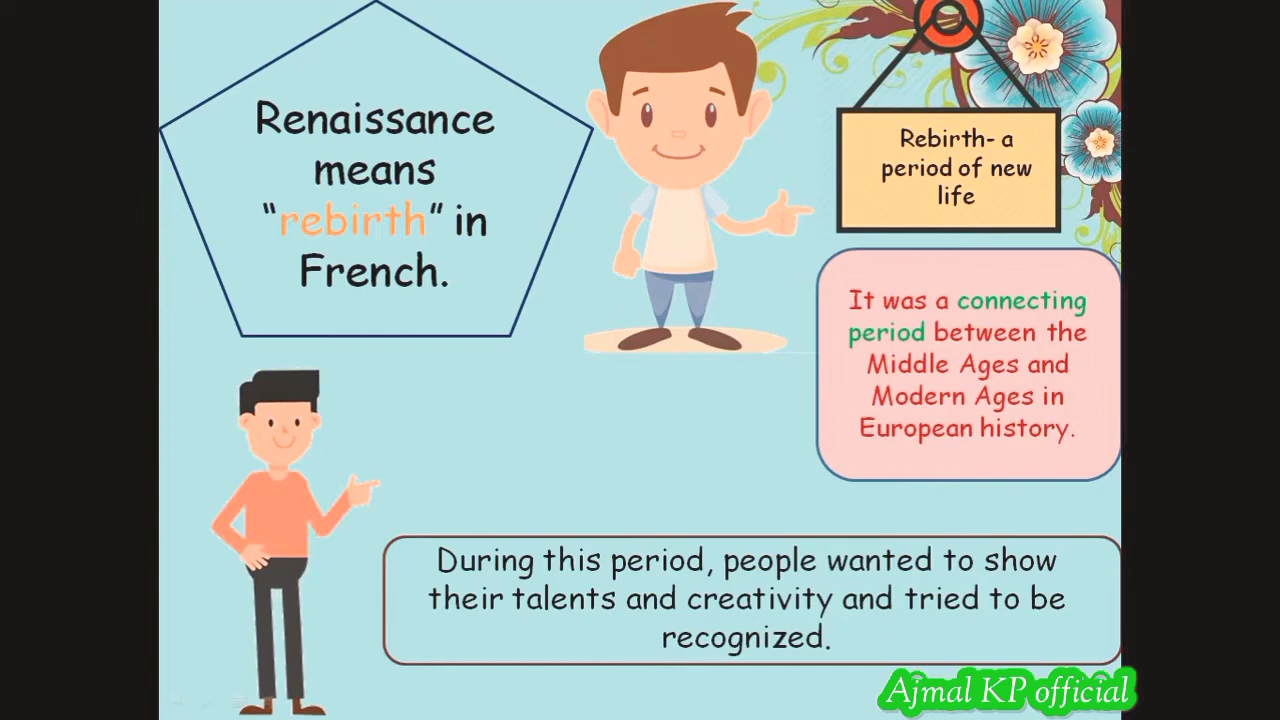 Renaissance
means
“rebirth” in
French.
Rebirth- a
period of new
life
It was a connecting
period between the
Middle Ages and
Modern Ages in
European history.
During this period, people wanted to show
their talents and creativity and tried to be
recognized.
Ajmal KP official